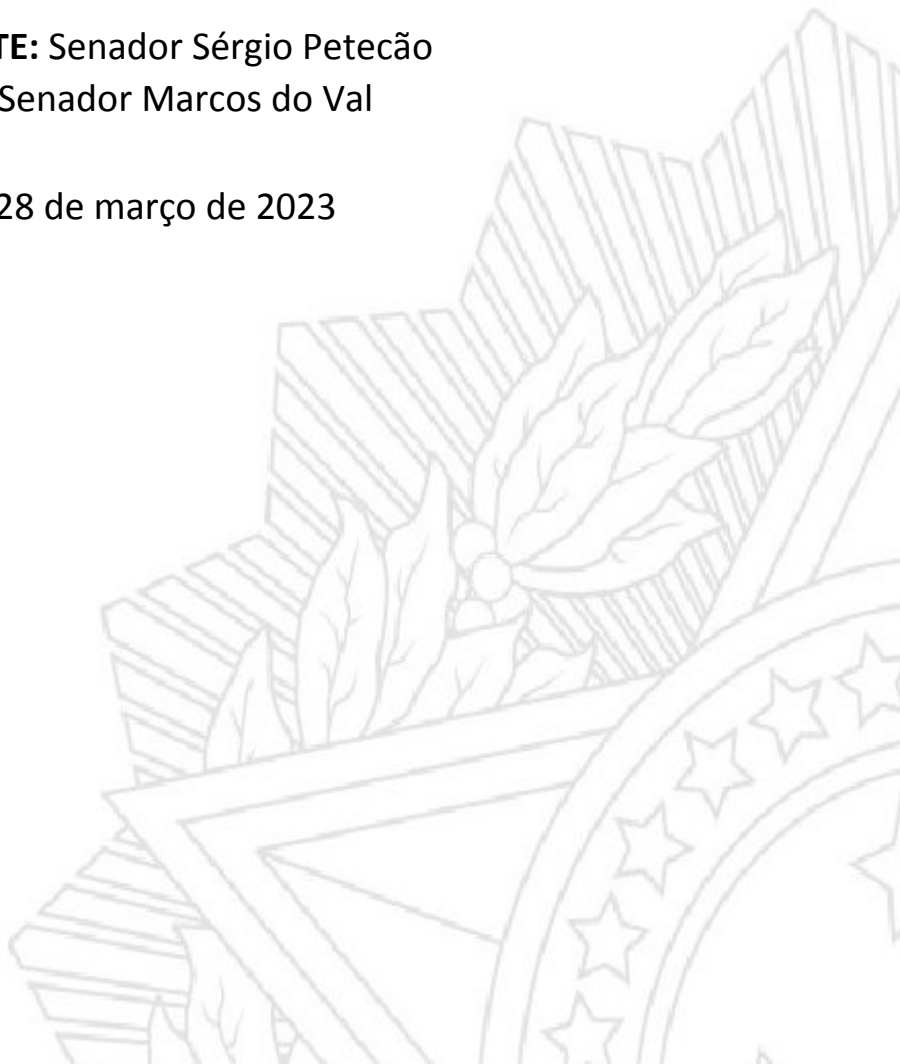 TE: Senador Sérgio Petecão
Senador Marcos do Val
28 de março de 2023